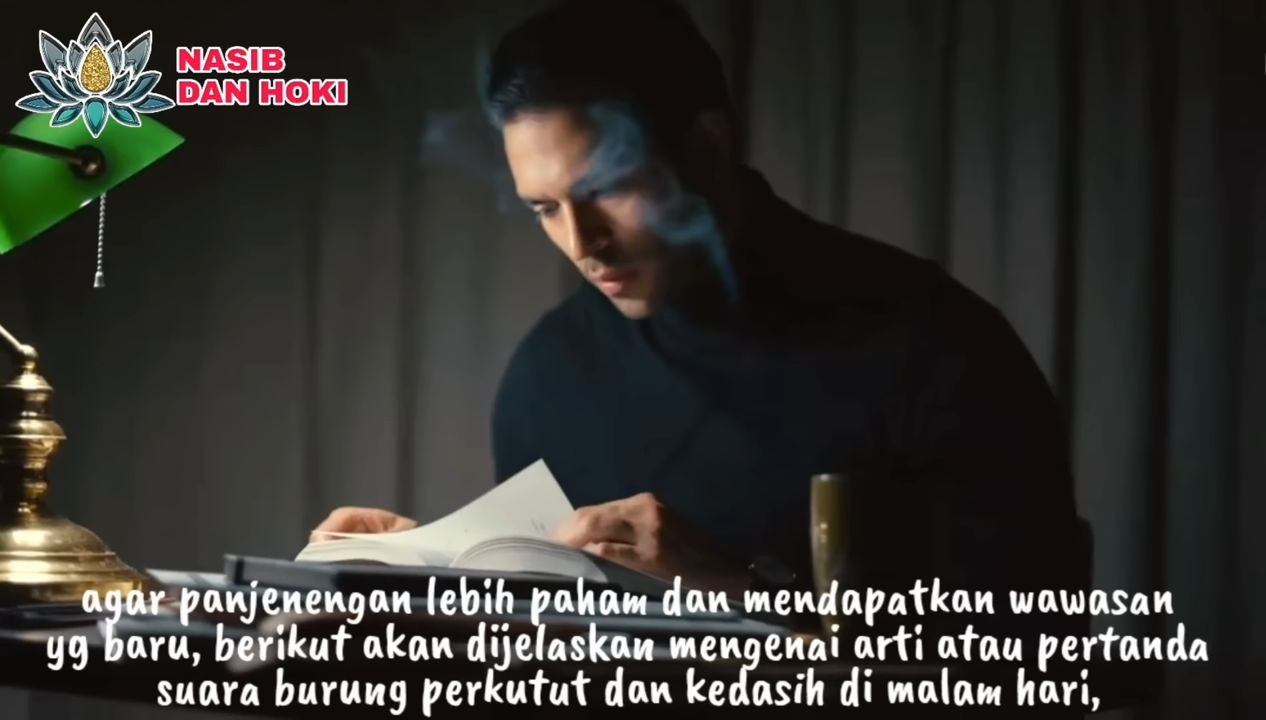 NASIB
DAN HOKI
agar panjenengan lebih paham dan mendapatkan wawasan
yg baru, berikut akan dijelaskan mengenai arti atau pertanda
suara burung perkutut dan kedasih di malam hari,